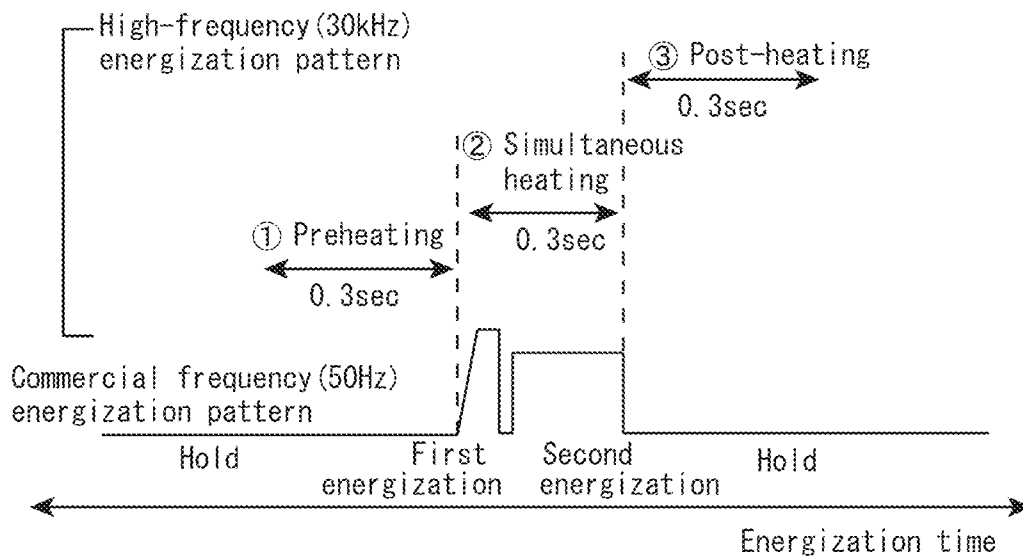 High-frequency(30kHz)
energization pattern
③ Post-heating
0.3sec
② Simultaneous
heating
0.3sec
① Preheating
0.3sec
Commercial frequency(50Hz)
energization pattern
Hold
First
energization
Second
energization
Hold
Energization time